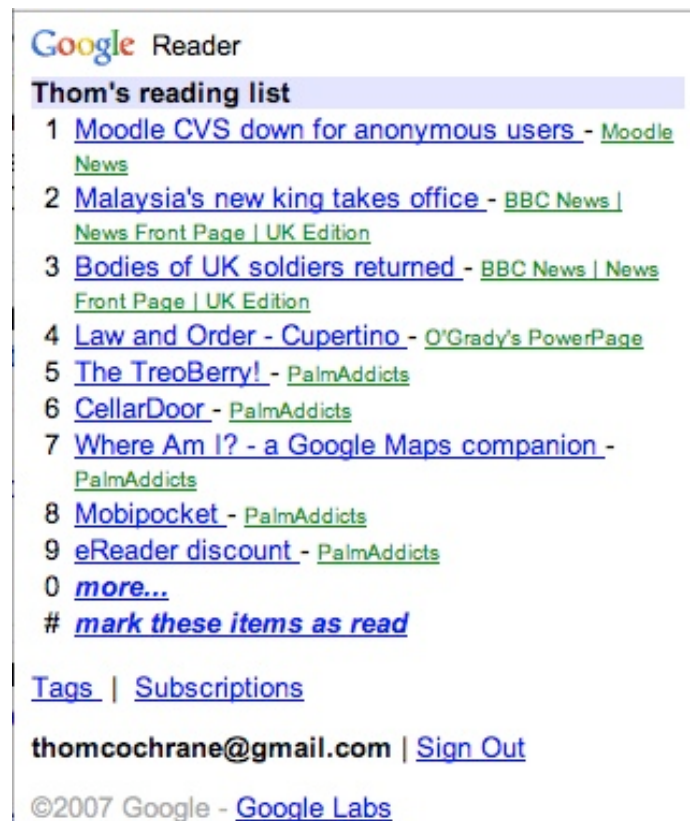 Google Reader
Thom's reading list
1 Moodle CVS down for anonymous users - Moodle
News
2 Malaysia's new king takes office - BBC News |
News Front Page | UK Edition
3 Bodies of UK soldiers returned - BBC News | News
Front Page | UK Edition
4 Law and Order - Cupertino - O'Grady's PowerPage
5 The TreoBerry! - PalmAddicts
6 CellarDoor - PalmAddicts
7 Where Am I? - a Google Maps companion -
PalmAddicts
8 Mobipocket - PalmAddicts
9 eReader discount - PalmAddicts
0 more...
# mark these items as read
Tags | Subscriptions
thomcochrane@gmail.com | Sign Out
©2007 Google - Google Labs